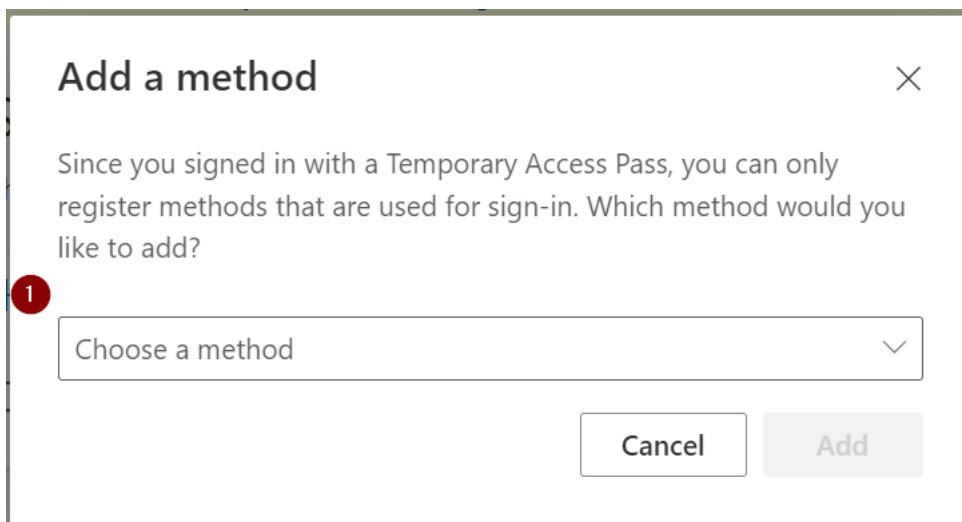 Add a method
Since you signed in with a Temporary Access Pass, you can only
register methods that are used for sign-in. Which method would you
like to add?
1
Choose a method
Cancel
Add